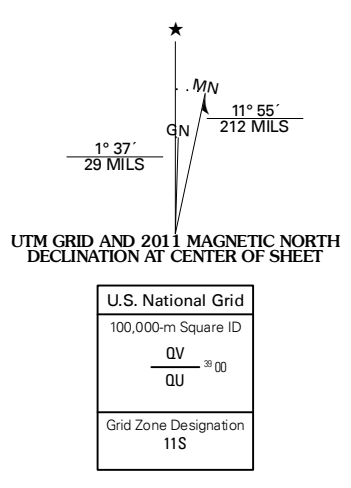 ★
MN
11° 55´
212 MILS
GN
1° 37´
29 MILS
UTM GRID AND 2011 MAGNETIC NORTH
DECLINATION AT CENTER OF SHEET
U.S. National Grid
100,000-m Square ID
QV
39 00
QU
Grid Zone Designation
11S